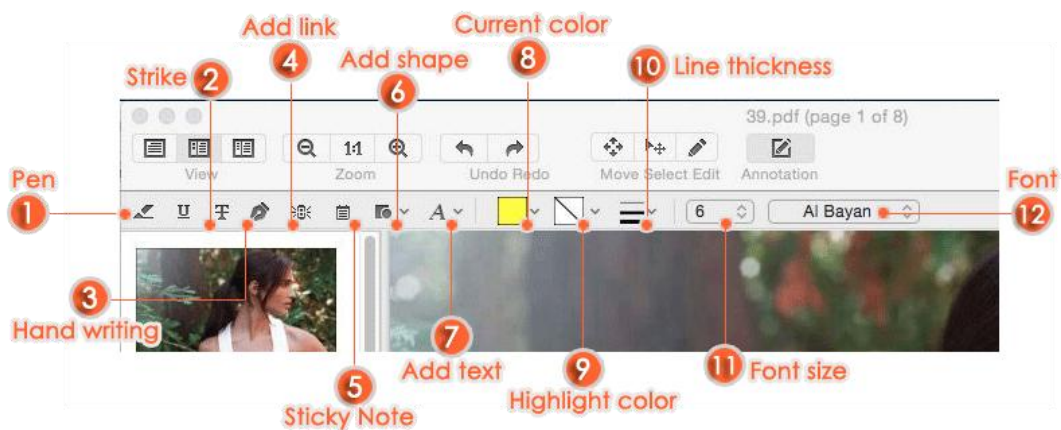 Add link
4
Current color
8
Strike 2
Add shape
6
10 Line thickness
39.pdf (page 1 of 8)
1:1
View
Zoom
Undo Redo
Move Select Edit
Annotation
Pen
1
Font
12
U T A 6 Al Bayan
3
Hand writing
7
Add text
5
Sticky Note
9
Highlight color
11 Font size